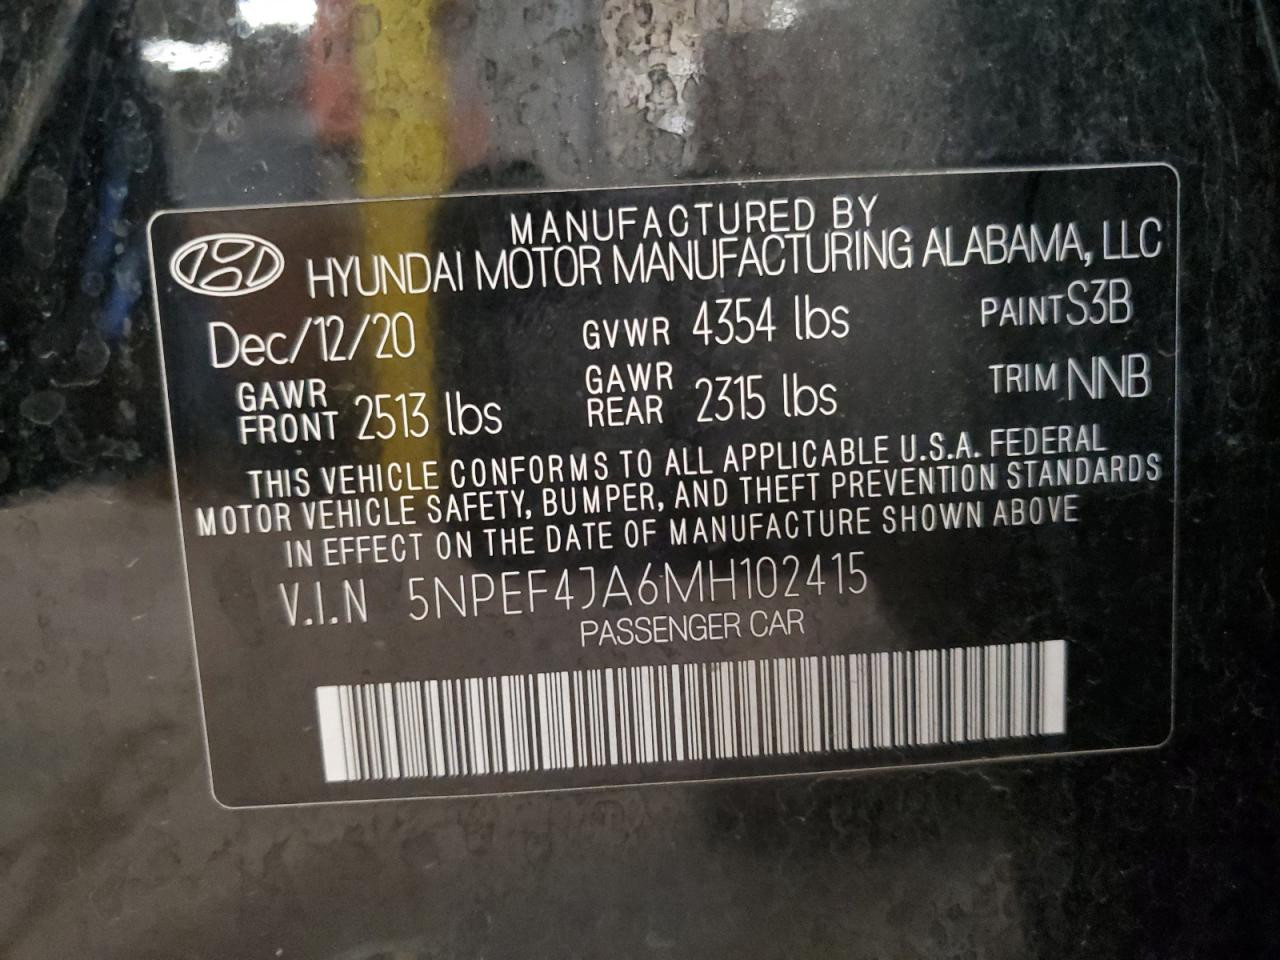 MANUFACTURED BY
HYUNDAI MOTOR MANUFACTURING ALABAMA, LLC
Dec/12/20 GVWR 4354 lbs PAINT S3B
GAWR FRONT 2513 lbs GAWR REAR 2315 lbs TRIM NNB
THIS VEHICLE CONFORMS TO ALL APPLICABLE U.S.A. FEDERAL
MOTOR VEHICLE SAFETY, BUMPER, AND THEFT PREVENTION STANDARDS
IN EFFECT ON THE DATE OF MANUFACTURE SHOWN ABOVE
V.I.N 5NPEF4JA6MH102415
PASSENGER CAR